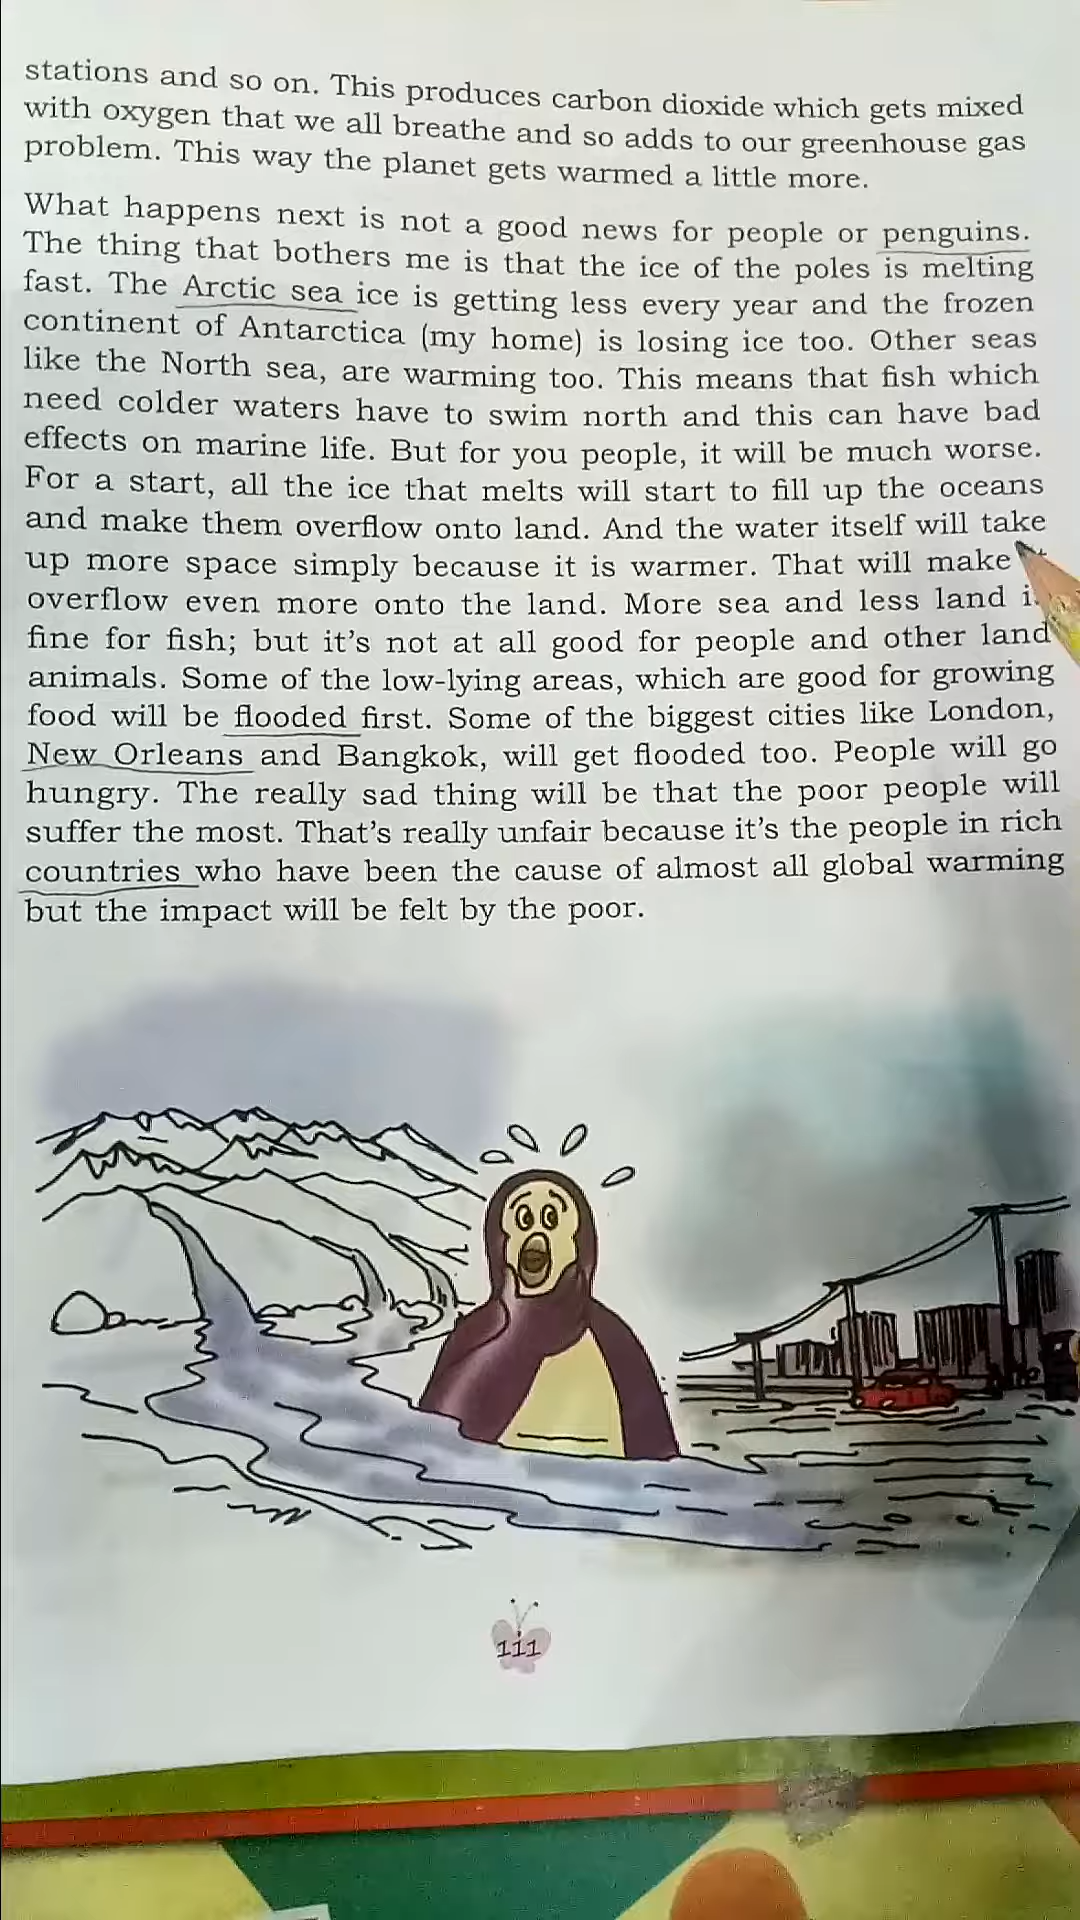 stations and so on. This produces carbon dioxide which gets mixed
with oxygen that we all breathe and so adds to our greenhouse gas
problem. This way the planet gets warmed a little more.
What happens next is not a good news for people or penguins.
The thing that bothers me is that the ice of the poles is melting
fast. The Arctic sea ice is getting less every year and the frozen
continent of Antarctica (my home) is losing ice too. Other seas
like the North sea, are warming too. This means that fish which
need colder waters have to swim north and this can have bad
effects on marine life. But for you people, it will be much worse.
For a start, all the ice that melts will start to fill up the oceans
and make them overflow onto land. And the water itself will take
up more space simply because it is warmer. That will make
overflow even more onto the land. More sea and less land
fine for fish; but it's not at all good for people and other land
animals. Some of the low-lying areas, which are good for growing
food will be flooded first. Some of the biggest cities like London,
New Orleans and Bangkok, will get flooded too. People will go
hungry. The really sad thing will be that the poor people will
suffer the most. That's really unfair because it's the people in rich
countries who have been the cause of almost all global warming
but the impact will be felt by the poor.
111